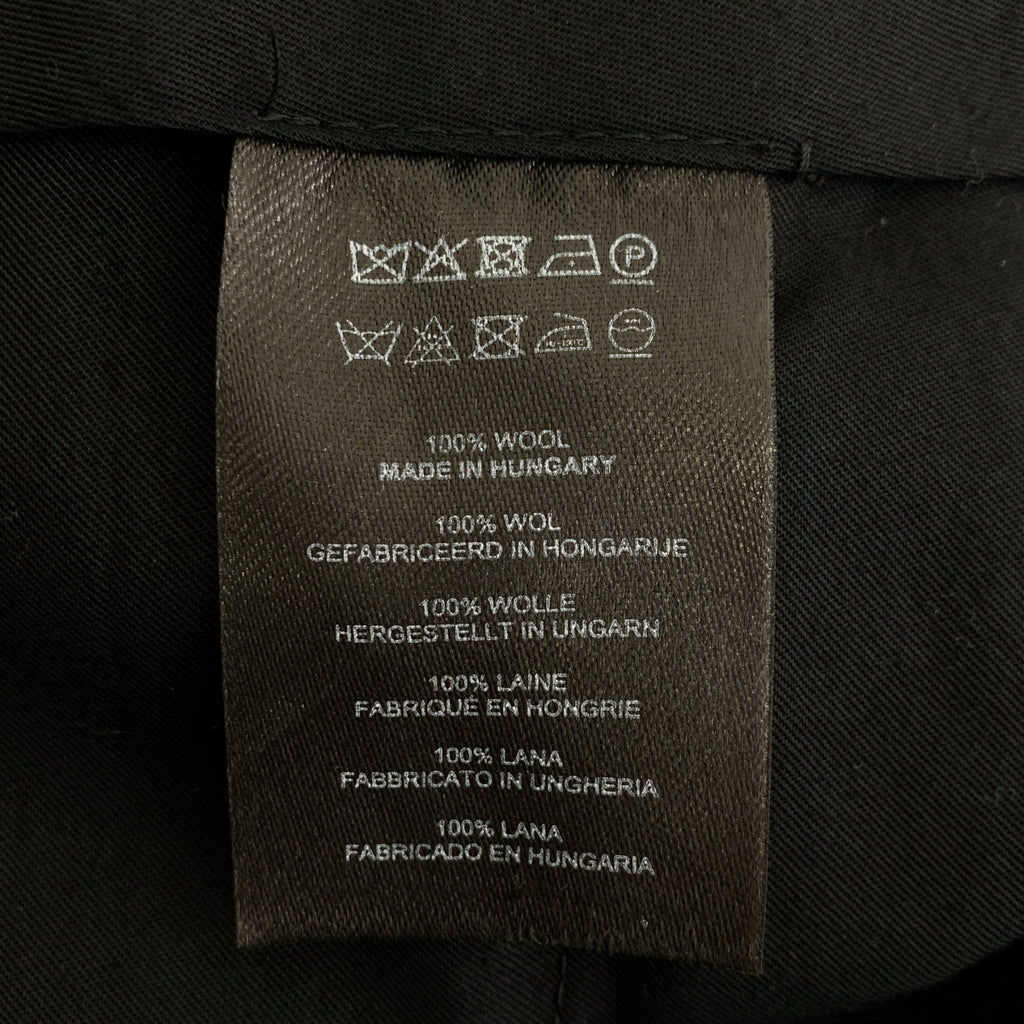 P
100% WOOL
MADE IN HUNGARY
100% WOL
GEFABRICEERD IN HONGARIJE
100% WOLLE
HERGESTELLT IN UNGARN
100% LAINE
FABRIQUÉ EN HONGRIE
100% LANA
FABBRICATO IN UNGHERIA
100% LANA
FABRICADO EN HUNGARIA